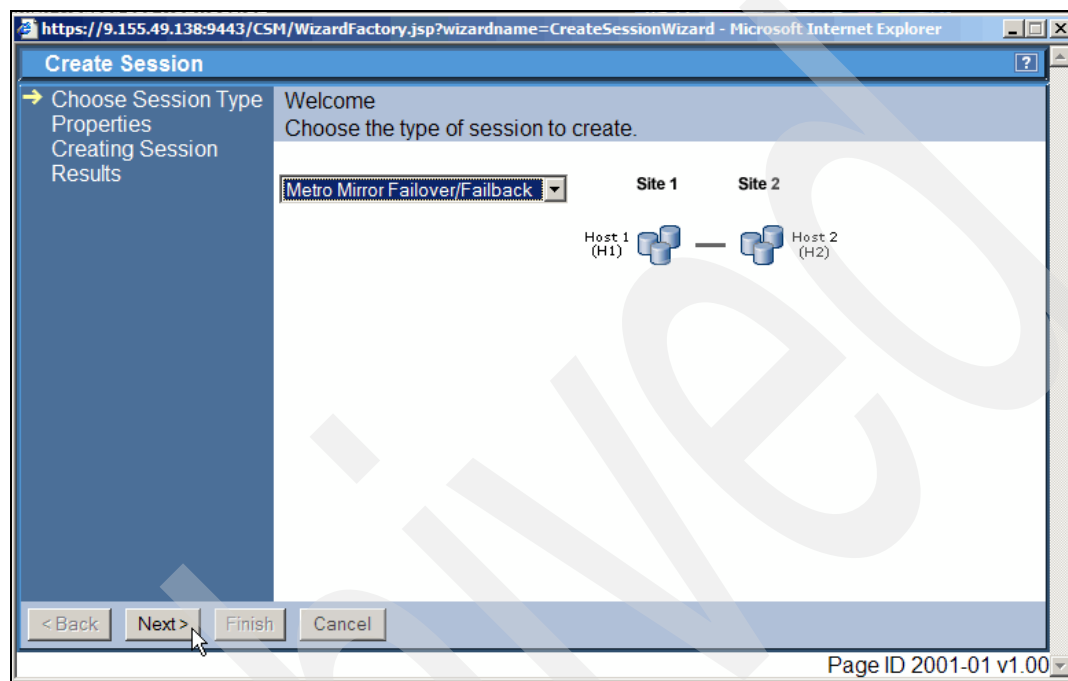 https://9.155.49.138:9443/CSM/WizardFactory.jsp?wizardname=CreateSessionWizard - Microsoft Internet Explorer
Create Session
?
Choose Session Type
Properties
Creating Session
Results
Welcome
Choose the type of session to create.
Metro Mirror Failover/Failback
Site 1
Site 2
Host 1
(H1)
Host 2
(H2)
<Back
Next>
Finish
Cancel
Page ID 2001-01 v1.00